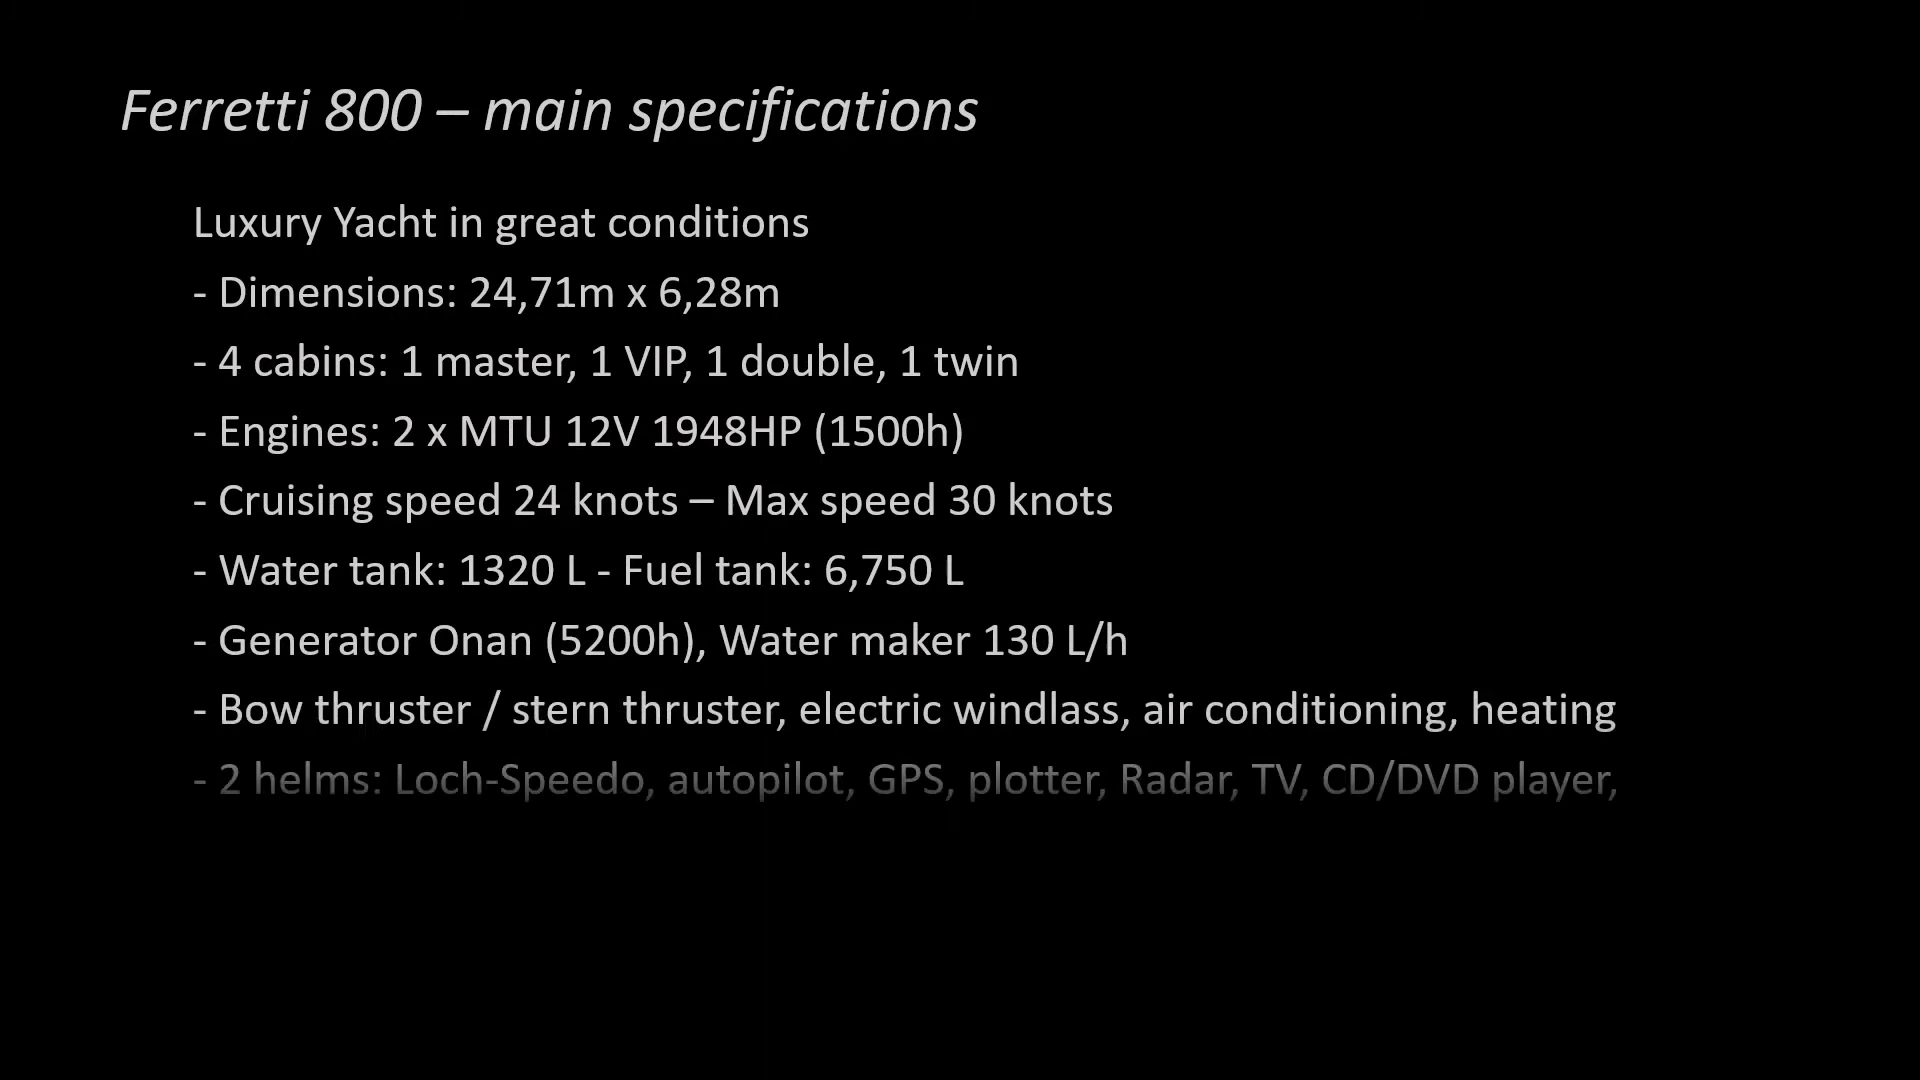 Ferretti 800 – main specifications
Luxury Yacht in great conditions
- Dimensions: 24,71m x 6,28m
- 4 cabins: 1 master, 1 VIP, 1 double, 1 twin
- Engines: 2 x MTU 12V 1948HP (1500h)
- Cruising speed 24 knots – Max speed 30 knots
- Water tank: 1320 L - Fuel tank: 6,750 L
- Generator Onan (5200h), Water maker 130 L/h
- Bow thruster / stern thruster, electric windlass, air conditioning, heating
- 2 helms: Loch-Speedo, autopilot, GPS, plotter, Radar, TV, CD/DVD player,